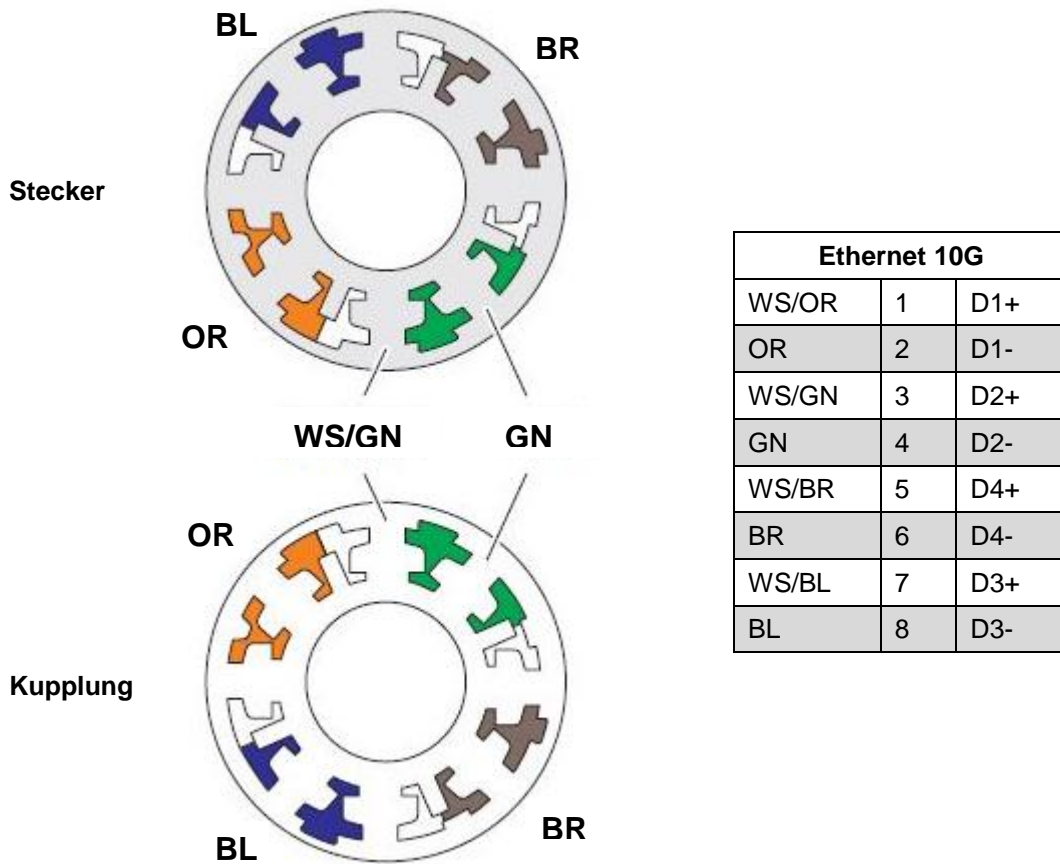 BL
BR
Stecker
OR
WS/GN GN
OR
Kupplung
BL
BR
Ethernet 10G
WS/OR 1 D1+
OR 2 D1-
WS/GN 3 D2+
GN 4 D2-
WS/BR 5 D4+
BR 6 D4-
WS/BL 7 D3+
BL 8 D3-